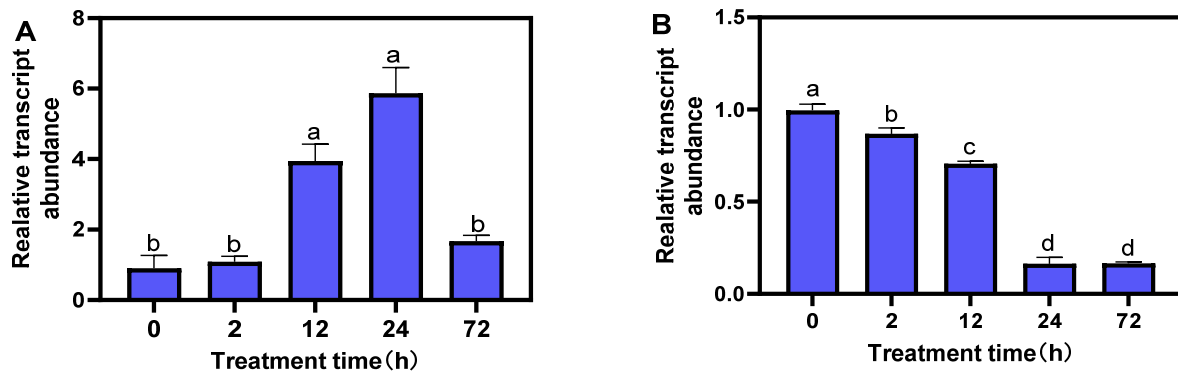 A
Realative transcript
abundance
8
6
4
2
0
b
b
a
a
b
0 2 12 24 72
Treatment time（h）
B
Realative transcript
abundance
1.5
1.0
0.5
0.0
a
b
c
d
d
0 2 12 24 72
Treatment time（h）